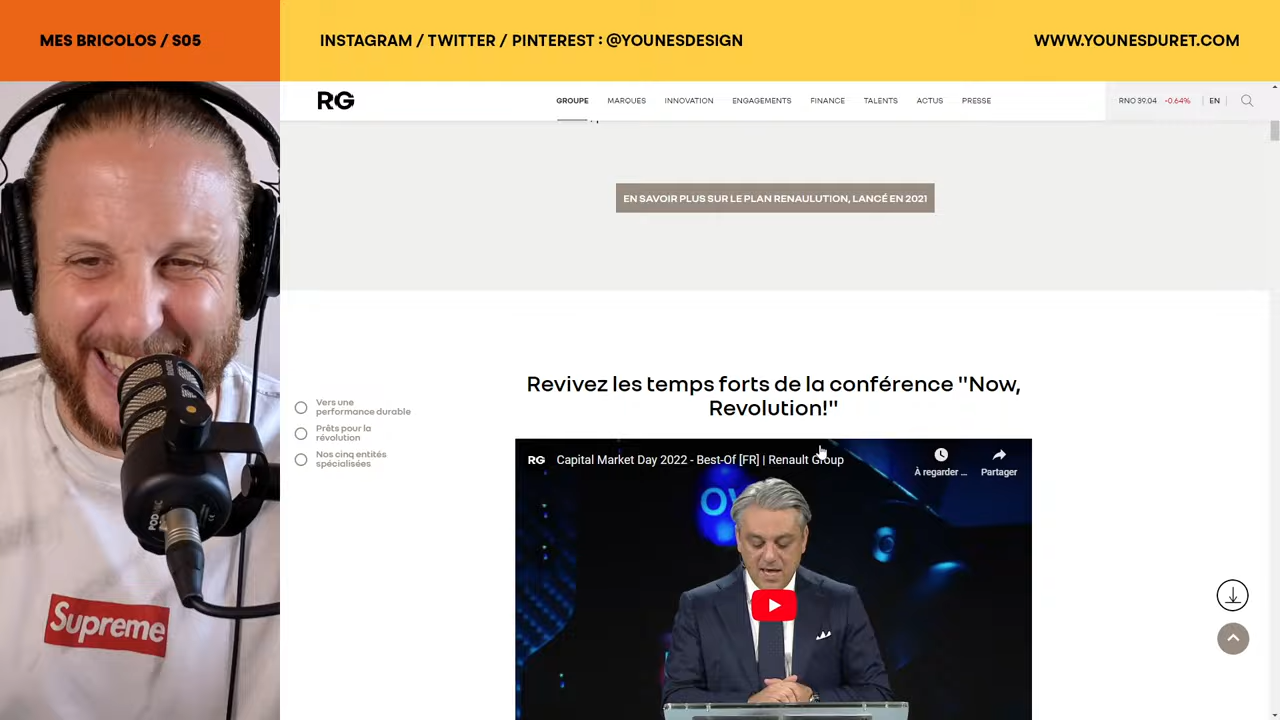 MES BRICOLOS / S05
INSTAGRAM / TWITTER / PINTEREST : @YOUNESDESIGN
WWW.YOUNESDURET.COM
RG
GROUPE
MARQUES
INNOVATION
ENGAGEMENTS
FINANCE
TALENTS
ACTUS
PRESSE
RNO 39.04 -0.64%
EN
EN SAVOIR PLUS SUR LE PLAN RENAULUTION, LANCÉ EN 2021
Revivez les temps forts de la conférence "Now,
Revolution!"
Vers une
performance durable
Prêts pour la
révolution
Nos cinq entités
spécialisées
RG
Capital Market Day 2022 - Best-Of [FR] | Renault Group
À regarder ...
Partager
OV
Supreme